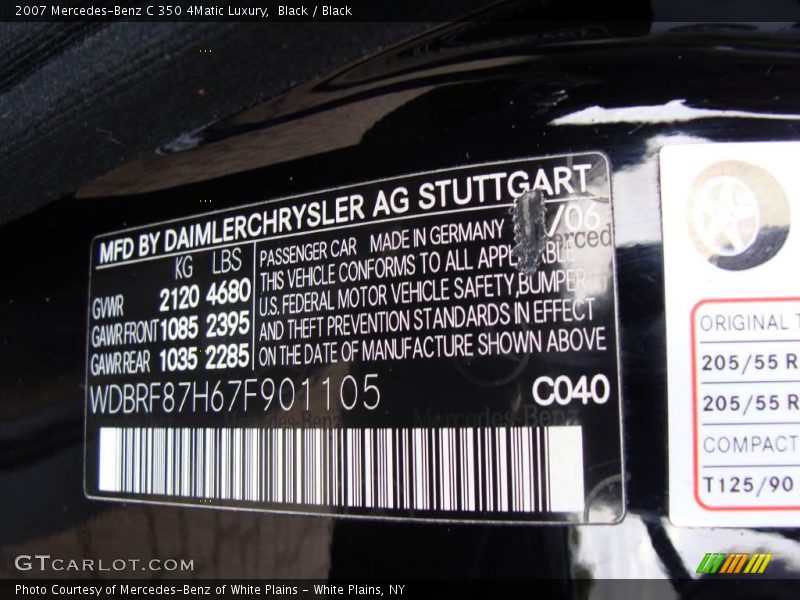 2007 Mercedes-Benz C 350 4Matic Luxury,  Black / Black
MFD BY DAIMLERCHRYSLER AG STUTTGART
KG LBS
GVWR 2120 4680
GAWR FRONT 1085 2395
GAWR REAR 1035 2285
PASSENGER CAR MADE IN GERMANY /06
THIS VEHICLE CONFORMS TO ALL APPLICABLE
U.S. FEDERAL MOTOR VEHICLE SAFETY, BUMPER
AND THEFT PREVENTION STANDARDS IN EFFECT
ON THE DATE OF MANUFACTURE SHOWN ABOVE
WDBRF87H67F901105 C040
ORIGINAL T
205/55 R
205/55 R
COMPACT
T125/90
GTCARLOT.COM
Photo Courtesy of Mercedes-Benz of White Plains - White Plains, NY